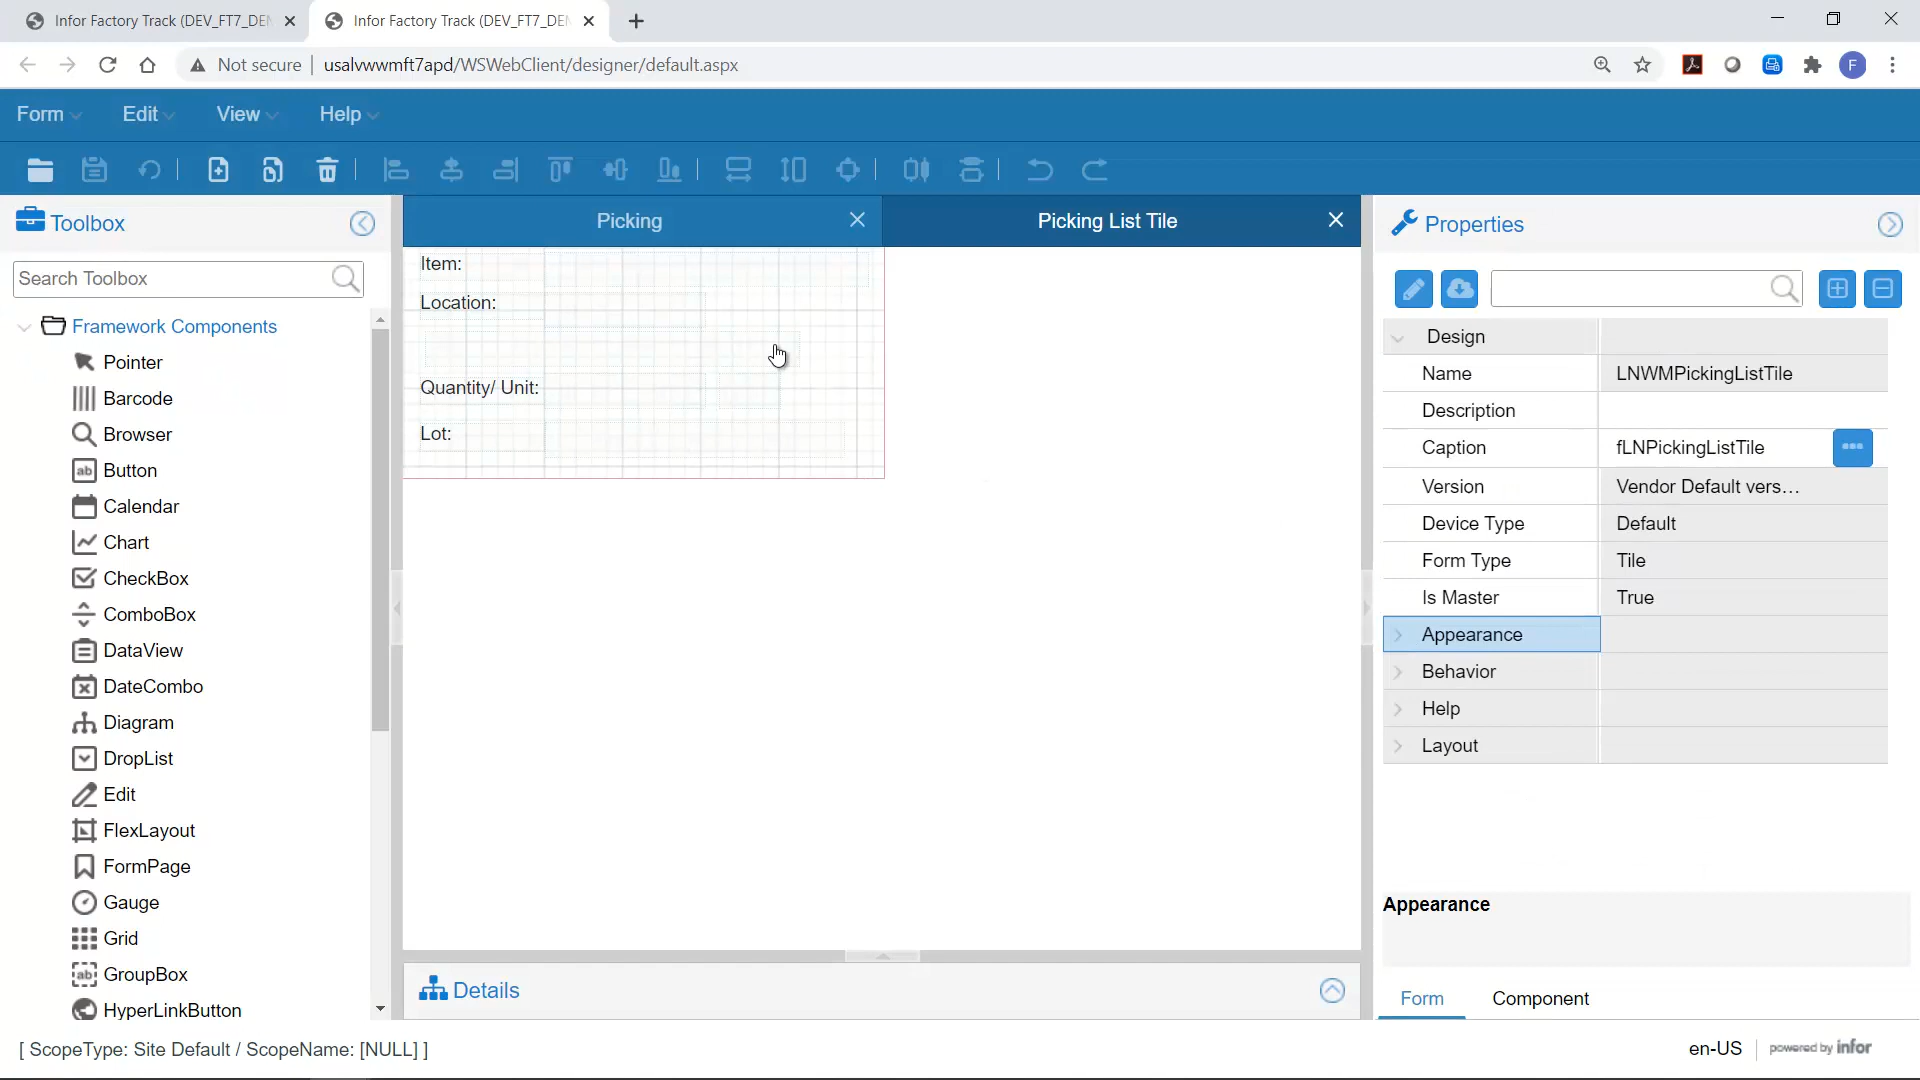 Infor Factory Track (DEV_FT7_DEM
Infor Factory Track (DEV_FT7_DEM
Not secure | usalvwwmft7apd/WSWebClient/designer/default.aspx
F
Form
Edit
View
Help
Toolbox
Picking
Picking List Tile
Properties
Search Toolbox
Framework Components
Pointer
Barcode
Browser
Button
Calendar
Chart
CheckBox
ComboBox
DataView
DateCombo
Diagram
DropList
Edit
FlexLayout
FormPage
Gauge
Grid
GroupBox
HyperLinkButton
Item:
Location:
Quantity/ Unit:
Lot:
Details
Design
Name LNWMPickingListTile
Description
Caption fLNPickingListTile
Version Vendor Default vers...
Device Type Default
Form Type Tile
Is Master True
Appearance
Behavior
Help
Layout
Appearance
Form Component
[ ScopeType: Site Default / ScopeName: [NULL] ]
en-US powered by infor